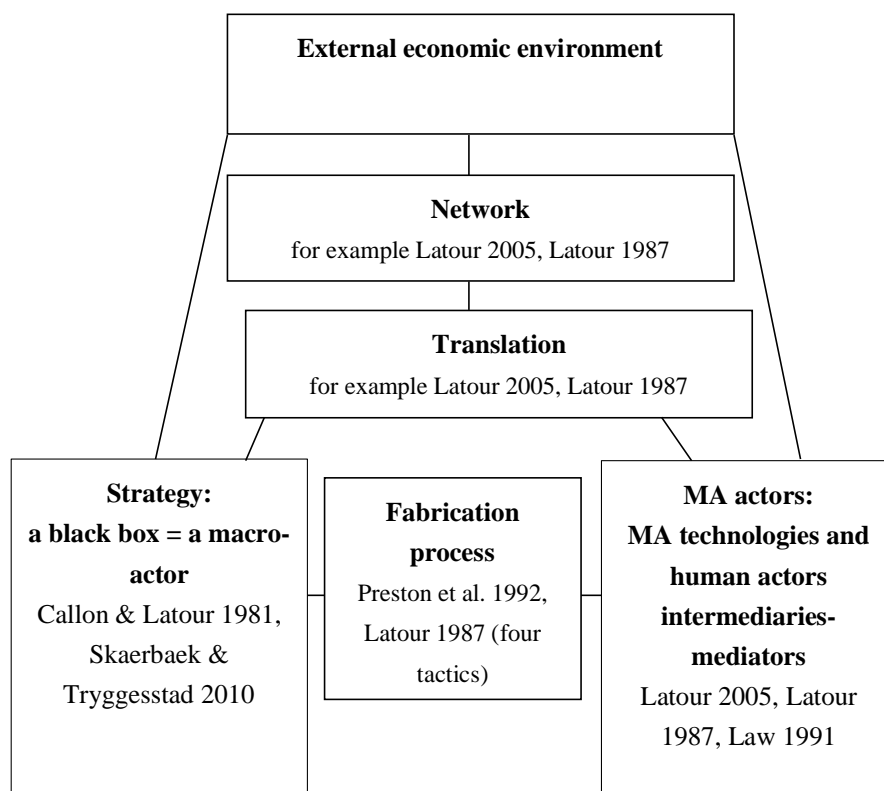 External economic environment
Network
for example Latour 2005, Latour 1987
Translation
for example Latour 2005, Latour 1987
Strategy:
a black box = a macro-
actor
Callon & Latour 1981,
Skaerbaek &
Tryggesstad 2010
Fabrication
process
Preston et al. 1992,
Latour 1987 (four
tactics)
MA actors:
MA technologies and
human actors
intermediaries-
mediators
Latour 2005, Latour
1987, Law 1991